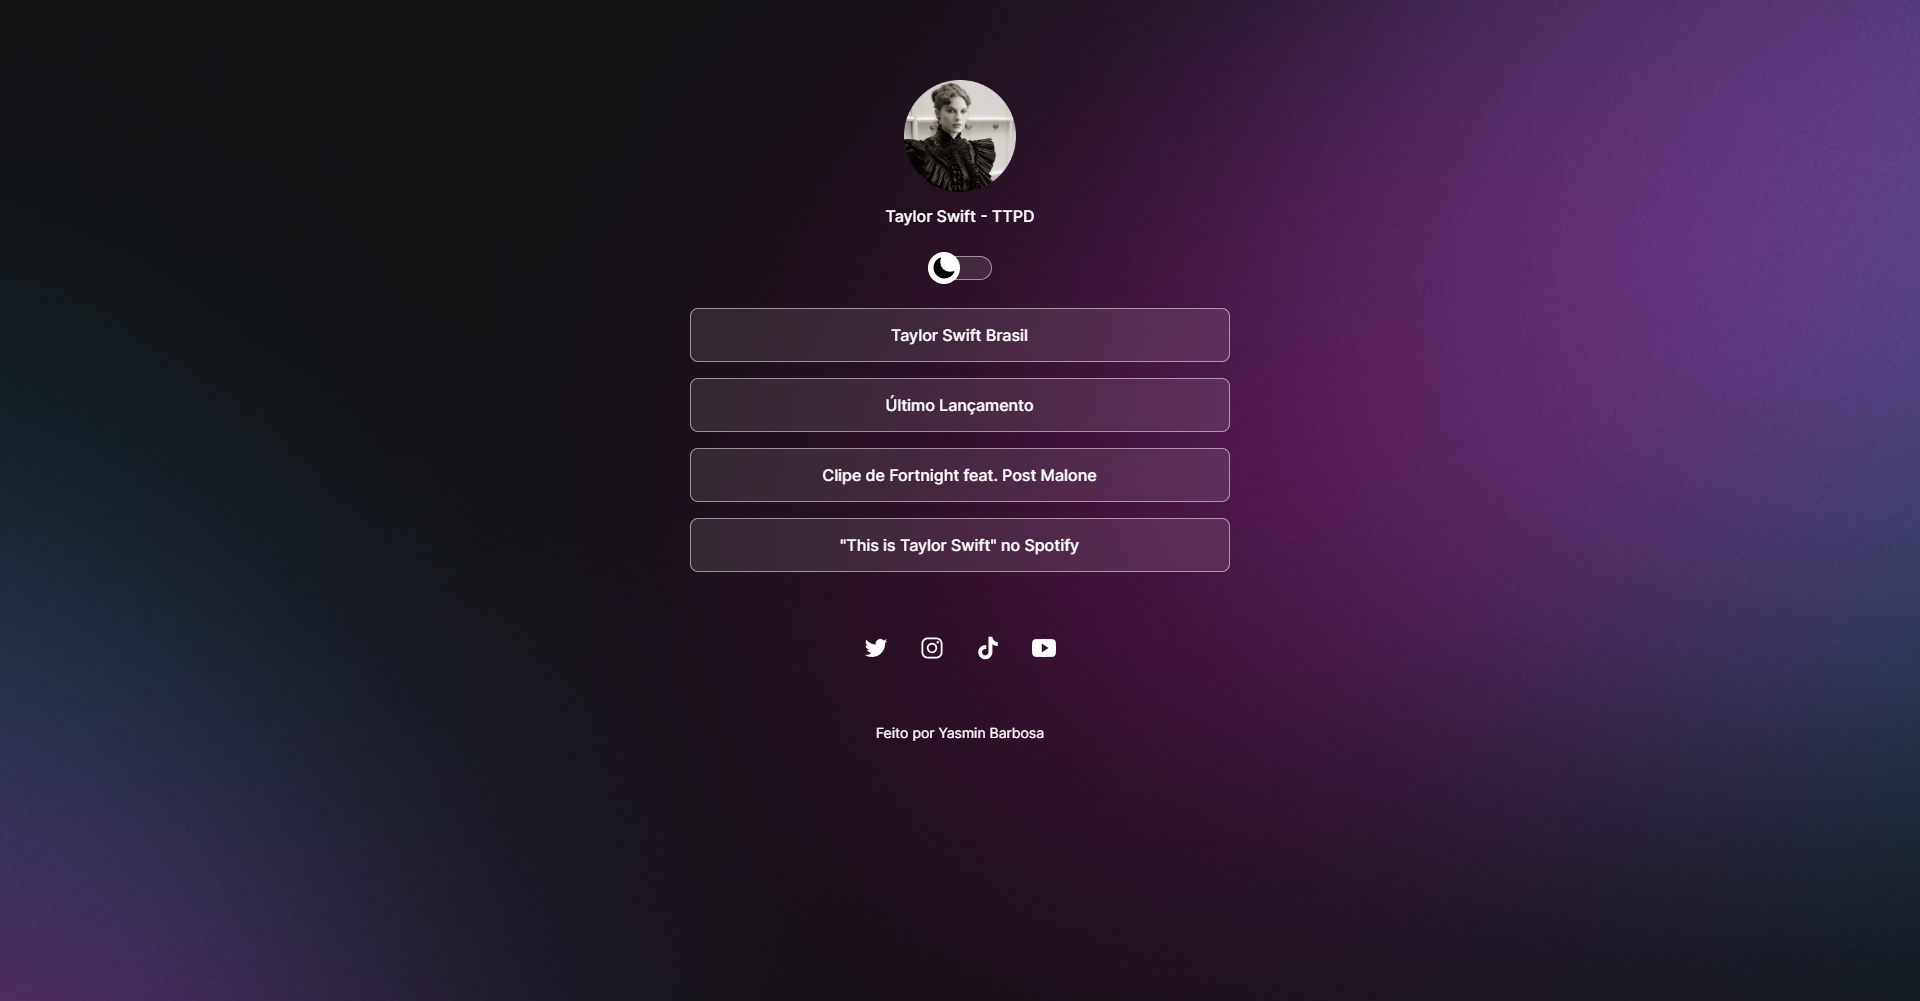 Taylor Swift - TTPD
Taylor Swift Brasil
Último Lançamento
Clipe de Fortnight feat. Post Malone
"This is Taylor Swift" no Spotify
Feito por Yasmin Barbosa